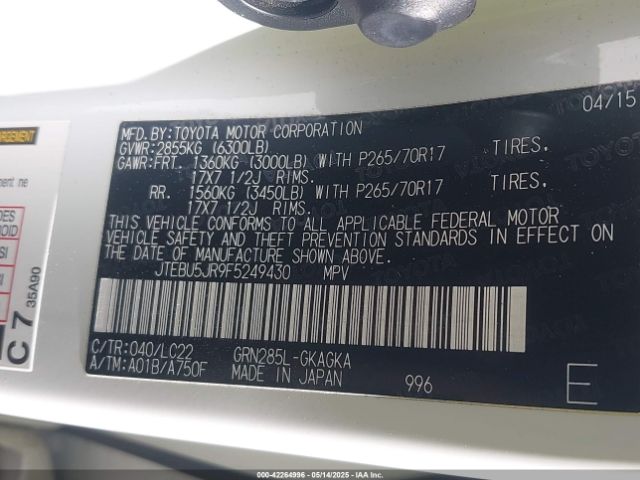 04/15
MFD.BY:TOYOTA MOTOR CORPORATION
GVWR:2855KG (6300LB)
GAWR:FRT. 1360KG (3000LB) WITH P265/70R17 TIRES.
17X7 1/2J RIMS.
RR. 1560KG (3450LB) WITH P265/70R17 TIRES.
17X7 1/2J RIMS.
THIS VEHICLE CONFORMS TO ALL APPLICABLE FEDERAL MOTOR
VEHICLE SAFETY AND THEFT PREVENTION STANDARDS IN EFFECT ON
THE DATE OF MANUFACTURE SHOWN ABOVE.
JTEBU5JR9F5249430 MPV
C/TR:040/LC22 GRN285L-GKAGKA
A/TM:A01B/A750F MADE IN JAPAN 996 E
C 7
35A90
000-42264996 - 05/14/2025 - IAAI.COM